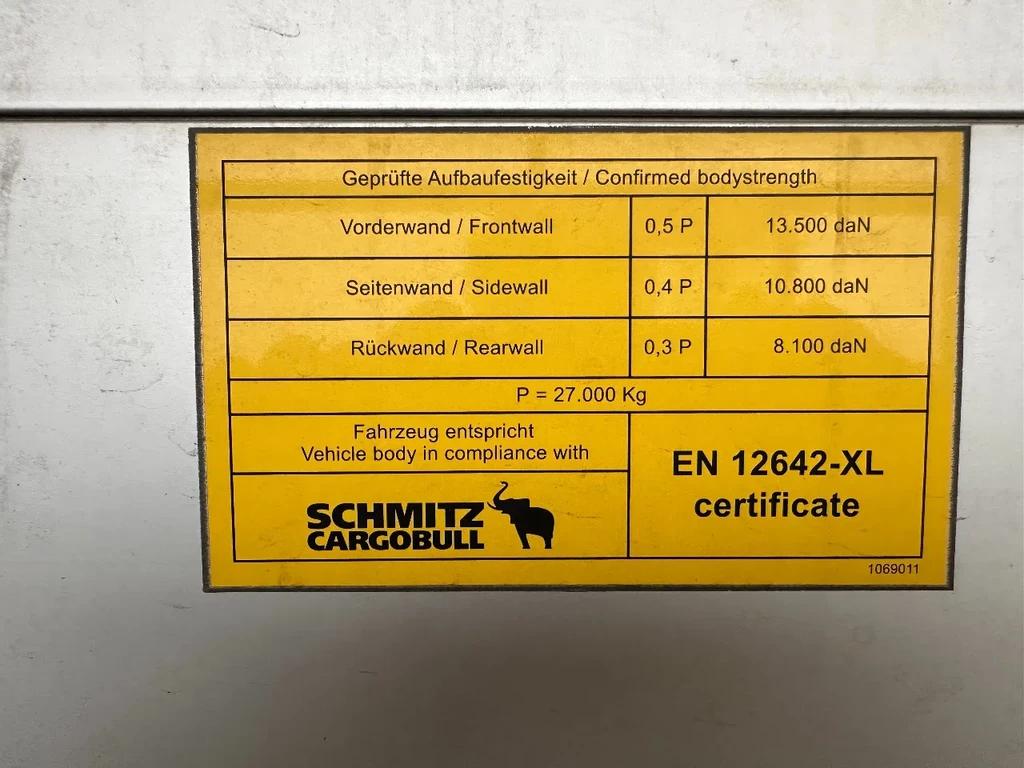 Geprüfte Aufbaufestigkeit / Confirmed bodystrength
Vorderwand / Frontwall 0,5 P 13.500 daN
Seitenwand / Sidewall 0,4 P 10.800 daN
Rückwand / Rearwall 0,3 P 8.100 daN
P = 27.000 Kg
Fahrzeug entspricht
Vehicle body in compliance with
EN 12642-XL
certificate
SCHMITZ
CARGOBULL
1069011